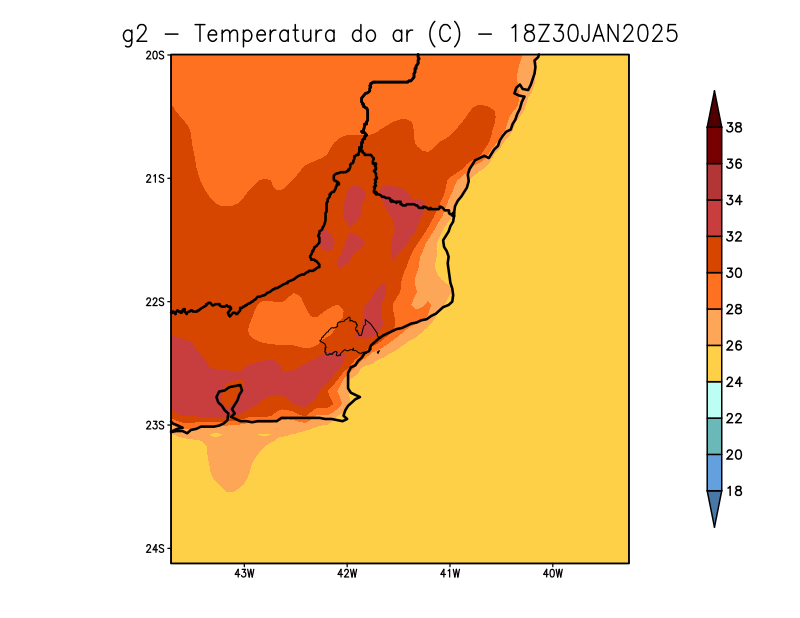 g2 – Temperatura do ar (C) – 18Z30JAN2025
20S
21S
22S
23S
24S
43W
42W
41W
40W
38
36
34
32
30
28
26
24
22
20
18